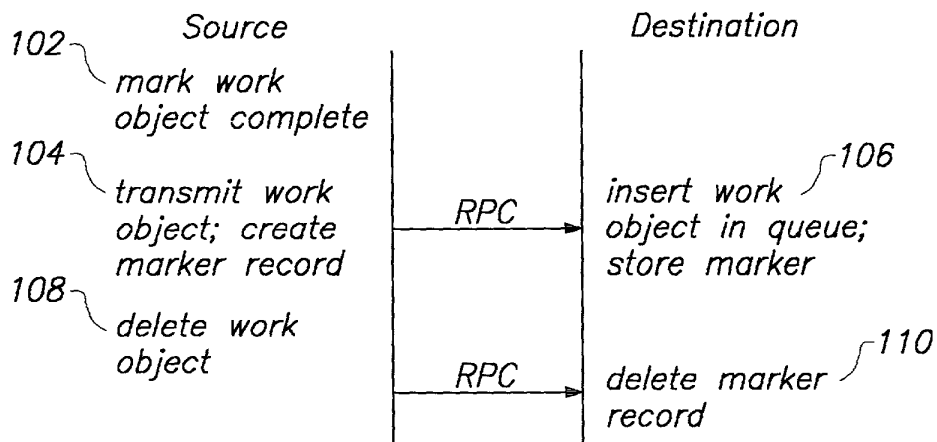 Source
Destination
102
mark work
object complete
104
transmit work
object; create
marker record
RPC
106
insert work
object in queue;
store marker
108
delete work
object
RPC
110
delete marker
record